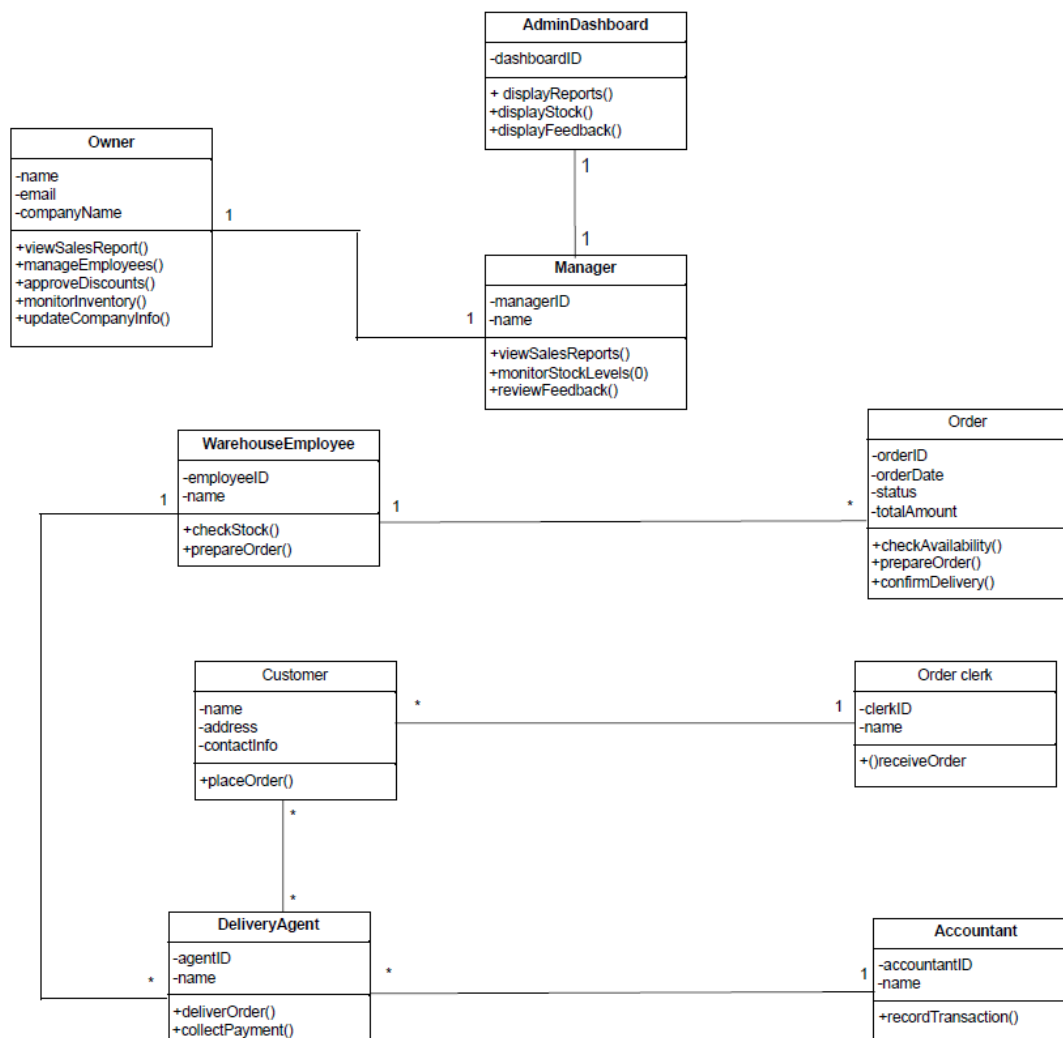 AdminDashboard
-dashboardID
+ displayReports()
+displayStock()
+displayFeedback()
1
1
Owner
-name
-email
-companyName
+viewSalesReport()
+manageEmployees()
+approveDiscounts()
+monitorInventory()
+updateCompanyInfo()
1
1
Manager
-managerID
-name
+viewSalesReports()
+monitorStockLevels(0)
+reviewFeedback()
WarehouseEmployee
-employeeID
-name
+checkStock()
+prepareOrder()
1
1
*
Order
-orderID
-orderDate
-status
-totalAmount
+checkAvailability()
+prepareOrder()
+confirmDelivery()
Customer
-name
-address
-contactInfo
+placeOrder()
*
1
Order clerk
-clerkID
-name
+()receiveOrder
*
*
DeliveryAgent
-agentID
-name
+deliverOrder()
+collectPayment()
*
*
1
Accountant
-accountantID
-name
+recordTransaction()